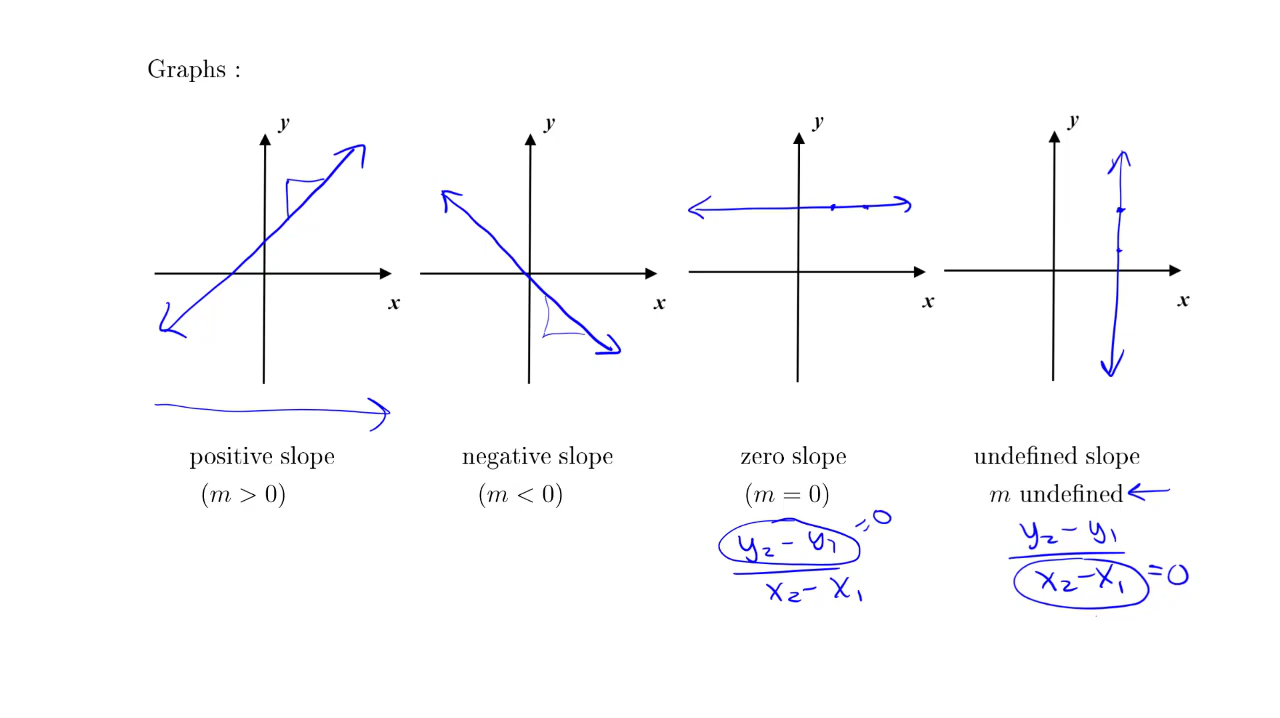 Graphs :
y y y y
x x x x
positive slope negative slope zero slope undefined slope
(m > 0) (m < 0) (m = 0) m undefined
y₂ − y₁ = 0 y₂ − y₁
x₂ − x₁ x₂ − x₁ = 0